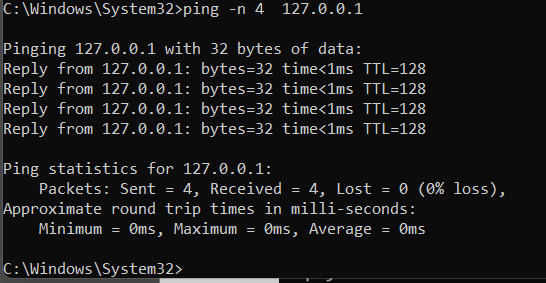 C:\Windows\System32>ping -n 4  127.0.0.1
Pinging 127.0.0.1 with 32 bytes of data:
Reply from 127.0.0.1: bytes=32 time<1ms TTL=128
Reply from 127.0.0.1: bytes=32 time<1ms TTL=128
Reply from 127.0.0.1: bytes=32 time<1ms TTL=128
Reply from 127.0.0.1: bytes=32 time<1ms TTL=128
Ping statistics for 127.0.0.1:
    Packets: Sent = 4, Received = 4, Lost = 0 (0% loss),
Approximate round trip times in milli-seconds:
    Minimum = 0ms, Maximum = 0ms, Average = 0ms
C:\Windows\System32>